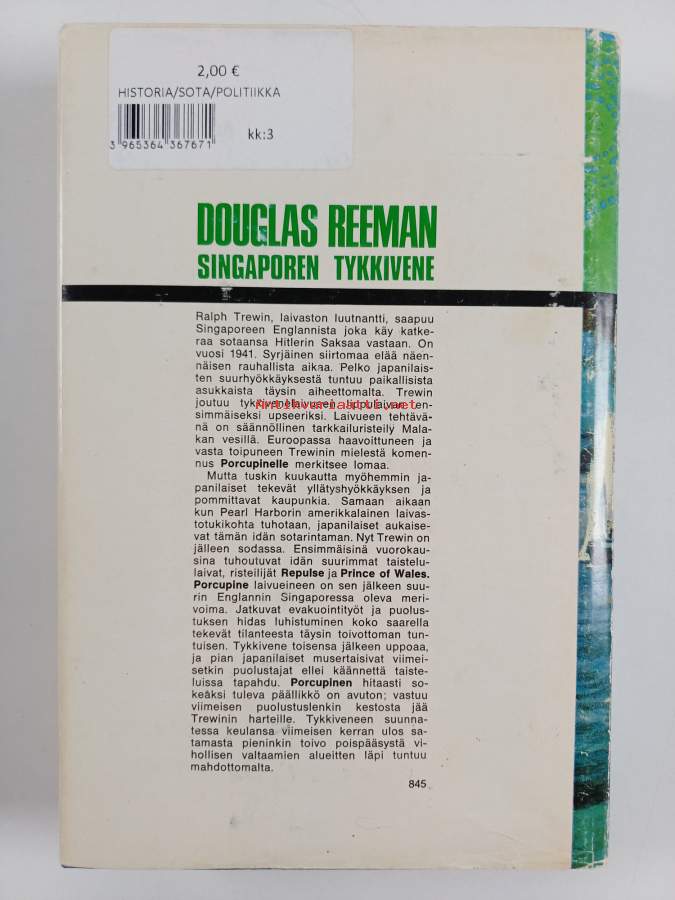 2,00 €
HISTORIA/SOTA/POLITIIKKA
3 965364 367671
kk:3
DOUGLAS REEMAN
SINGAPOREN TYKKIVENE
Ralph Trewin, laivaston luutnantti, saapuu
Singaporeen Englannista joka käy katke-
raa sotaansa Hitlerin Saksaa vastaan. On
vuosi 1941. Syrjäinen siirtomaa elää näen-
näisen rauhallista aikaa. Pelko japanilais-
ten suurhyökkäyksestä tuntuu paikallisista
asukkaista täysin aiheettomalta. Trewin
joutuu tykkivenelaivueen lippulaivan en-
Antikvariaatti.net
simmäiseksi upseeriksi. Laivueen tehtävä-
nä on säännöllinen tarkkailuristeily Mala-
kan vesillä. Euroopassa haavoittuneen ja
vasta toipuneen Trewinin mielestä komen-
nus Porcupinelle merkitsee lomaa.
Mutta tuskin kuukautta myöhemmin ja-
panilaiset tekevät yllätyshyökkäyksen ja
pommittavat kaupunkia. Samaan aikaan
kun Pearl Harborin amerikkalainen laivas-
totukikohta tuhotaan, japanilaiset aukaise-
vat tämän idän sotarintaman. Nyt Trewin on
jälleen sodassa. Ensimmäisinä vuorokau-
sina tuhoutuvat idän suurimmat taistelu-
laivat, risteilijät Repulse ja Prince of Wales.
Porcupine laivueineen on sen jälkeen suu-
rin Englannin Singaporessa oleva meri-
voima. Jatkuvat evakuointityöt ja puolus-
tuksen hidas luhistuminen koko saarella
tekevät tilanteesta täysin toivottoman tun-
tuisen. Tykkivene toisensa jälkeen uppoaa,
ja pian japanilaiset musertaisivat viimei-
setkin puolustajat ellei käännettä taiste-
luissa tapahdu. Porcupinen hitaasti so-
keäksi tuleva päällikkö on avuton; vastuu
viimeisen puolustuslenkin kestosta jää
Trewinin harteille. Tykkiveneen suunna-
tessa keulansa viimeisen kerran ulos sa-
tamasta pieninkin toivo poispääsystä vi-
hollisen valtaamien alueitten läpi tuntuu
mahdottomalta.
845